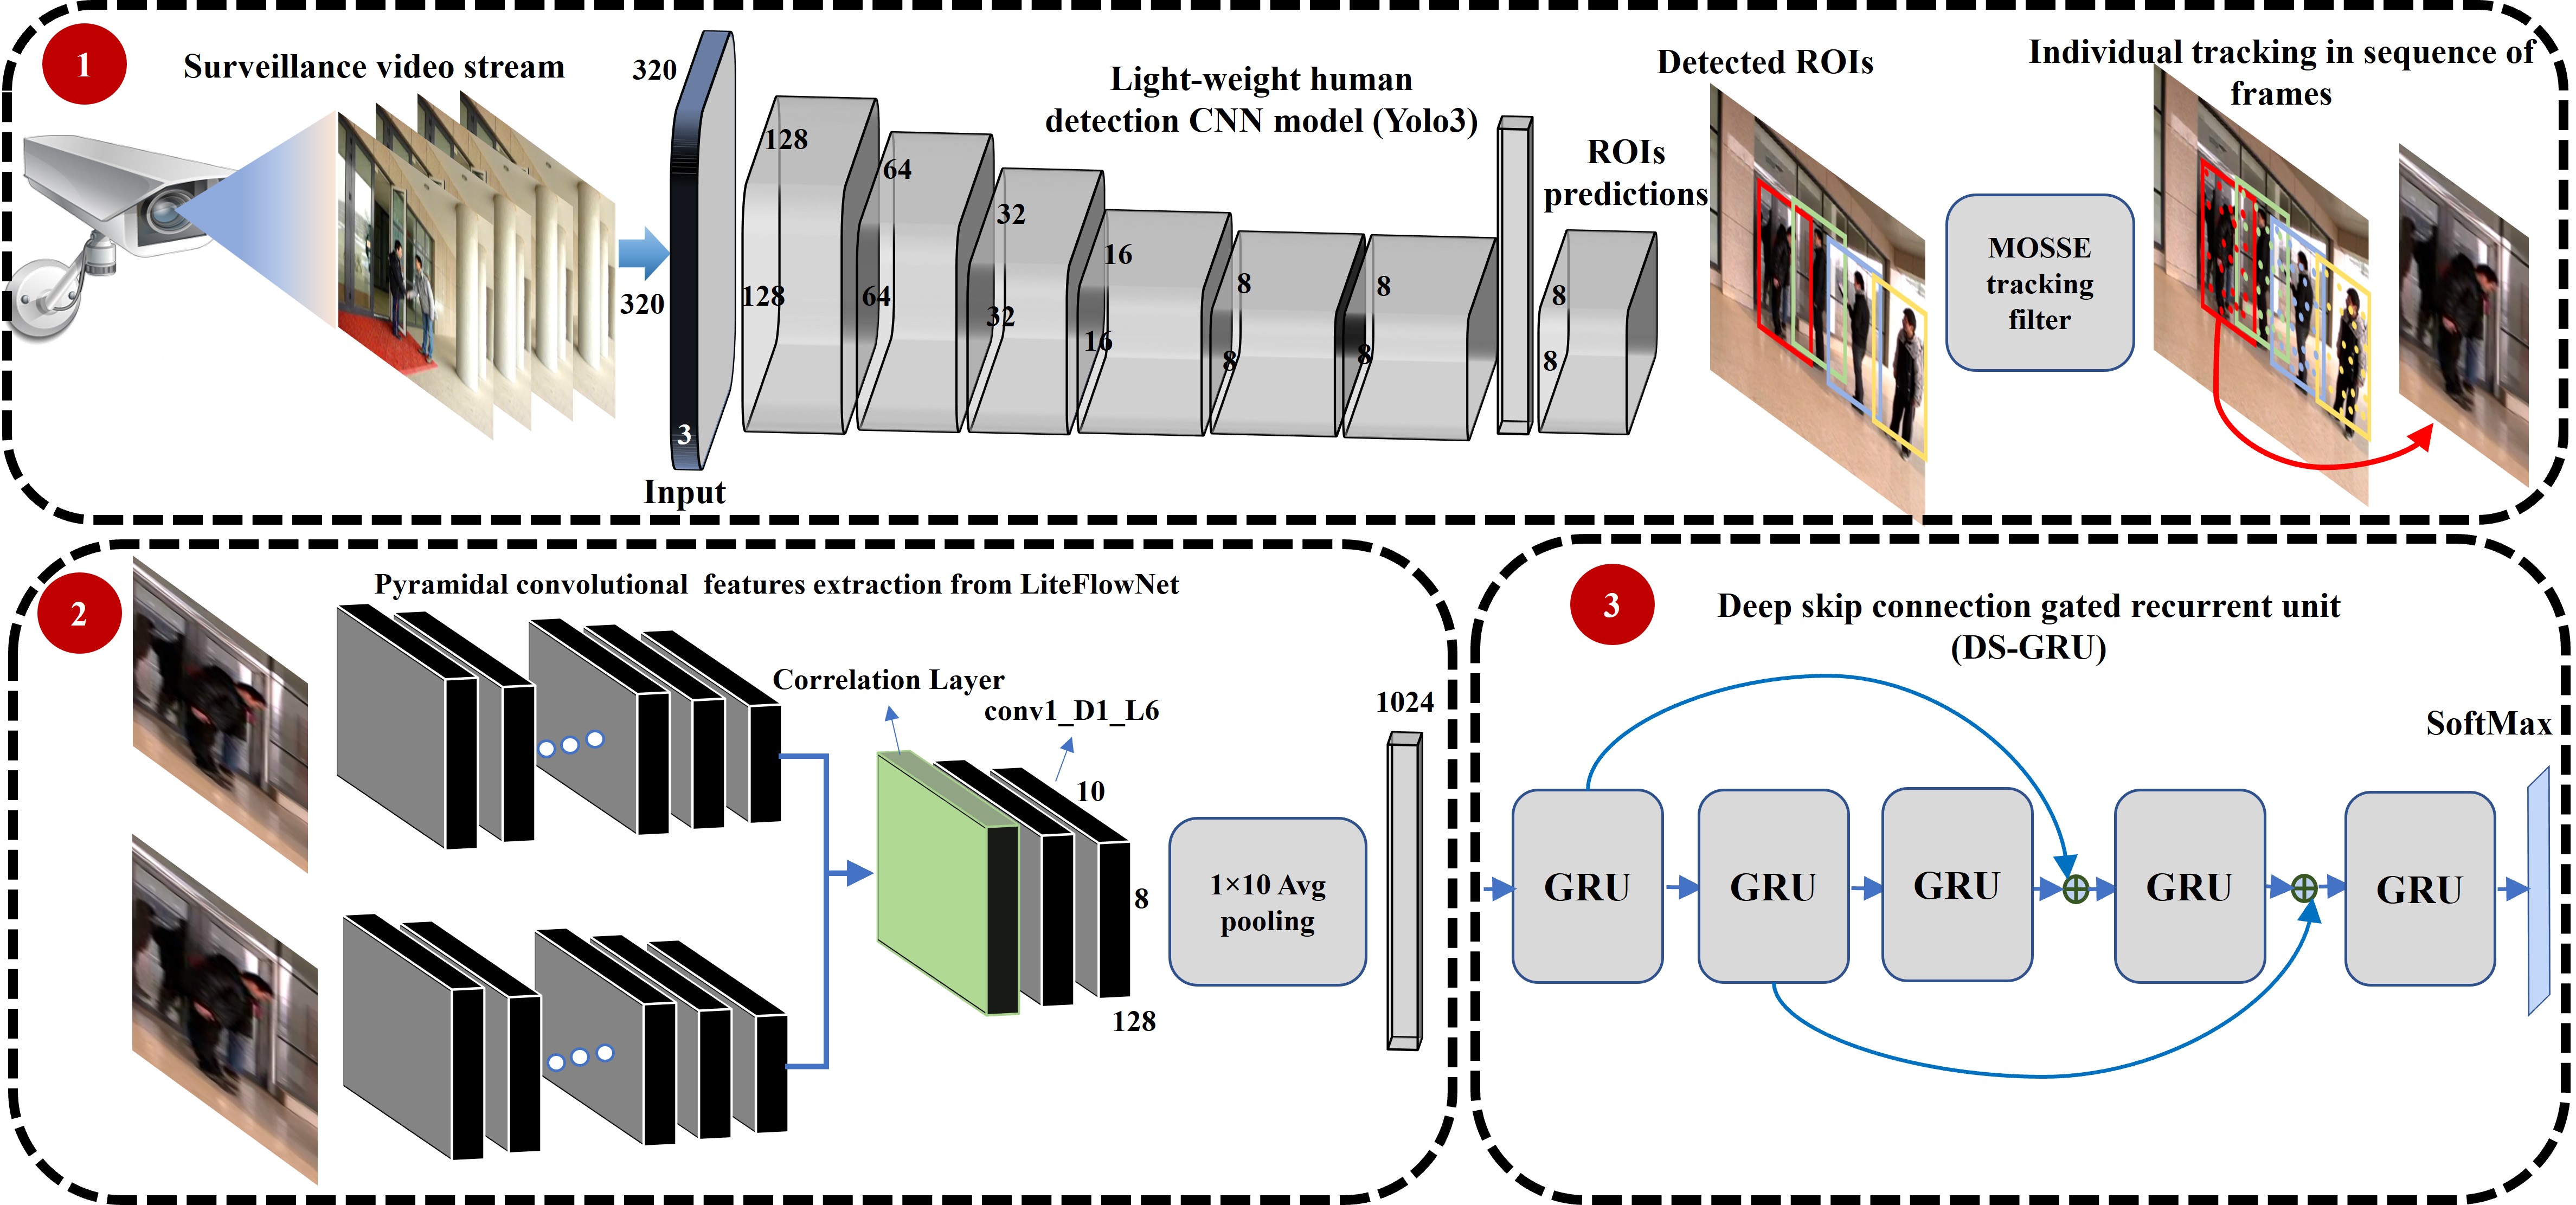 1
Surveillance video stream
320
320
3
Input
Light-weight human
detection CNN model (Yolo3)
128
128
64
64
32
32
16
16
8
8
8
8
ROIs
predictions
8
8
Detected ROIs
MOSSE
tracking
filter
Individual tracking in sequence of
frames
2
Pyramidal convolutional features extraction from LiteFlowNet
Correlation Layer
conv1_D1_L6
10
8
128
1×10 Avg
pooling
1024
3
Deep skip connection gated recurrent unit
(DS-GRU)
GRU
GRU
GRU
GRU
GRU
SoftMax